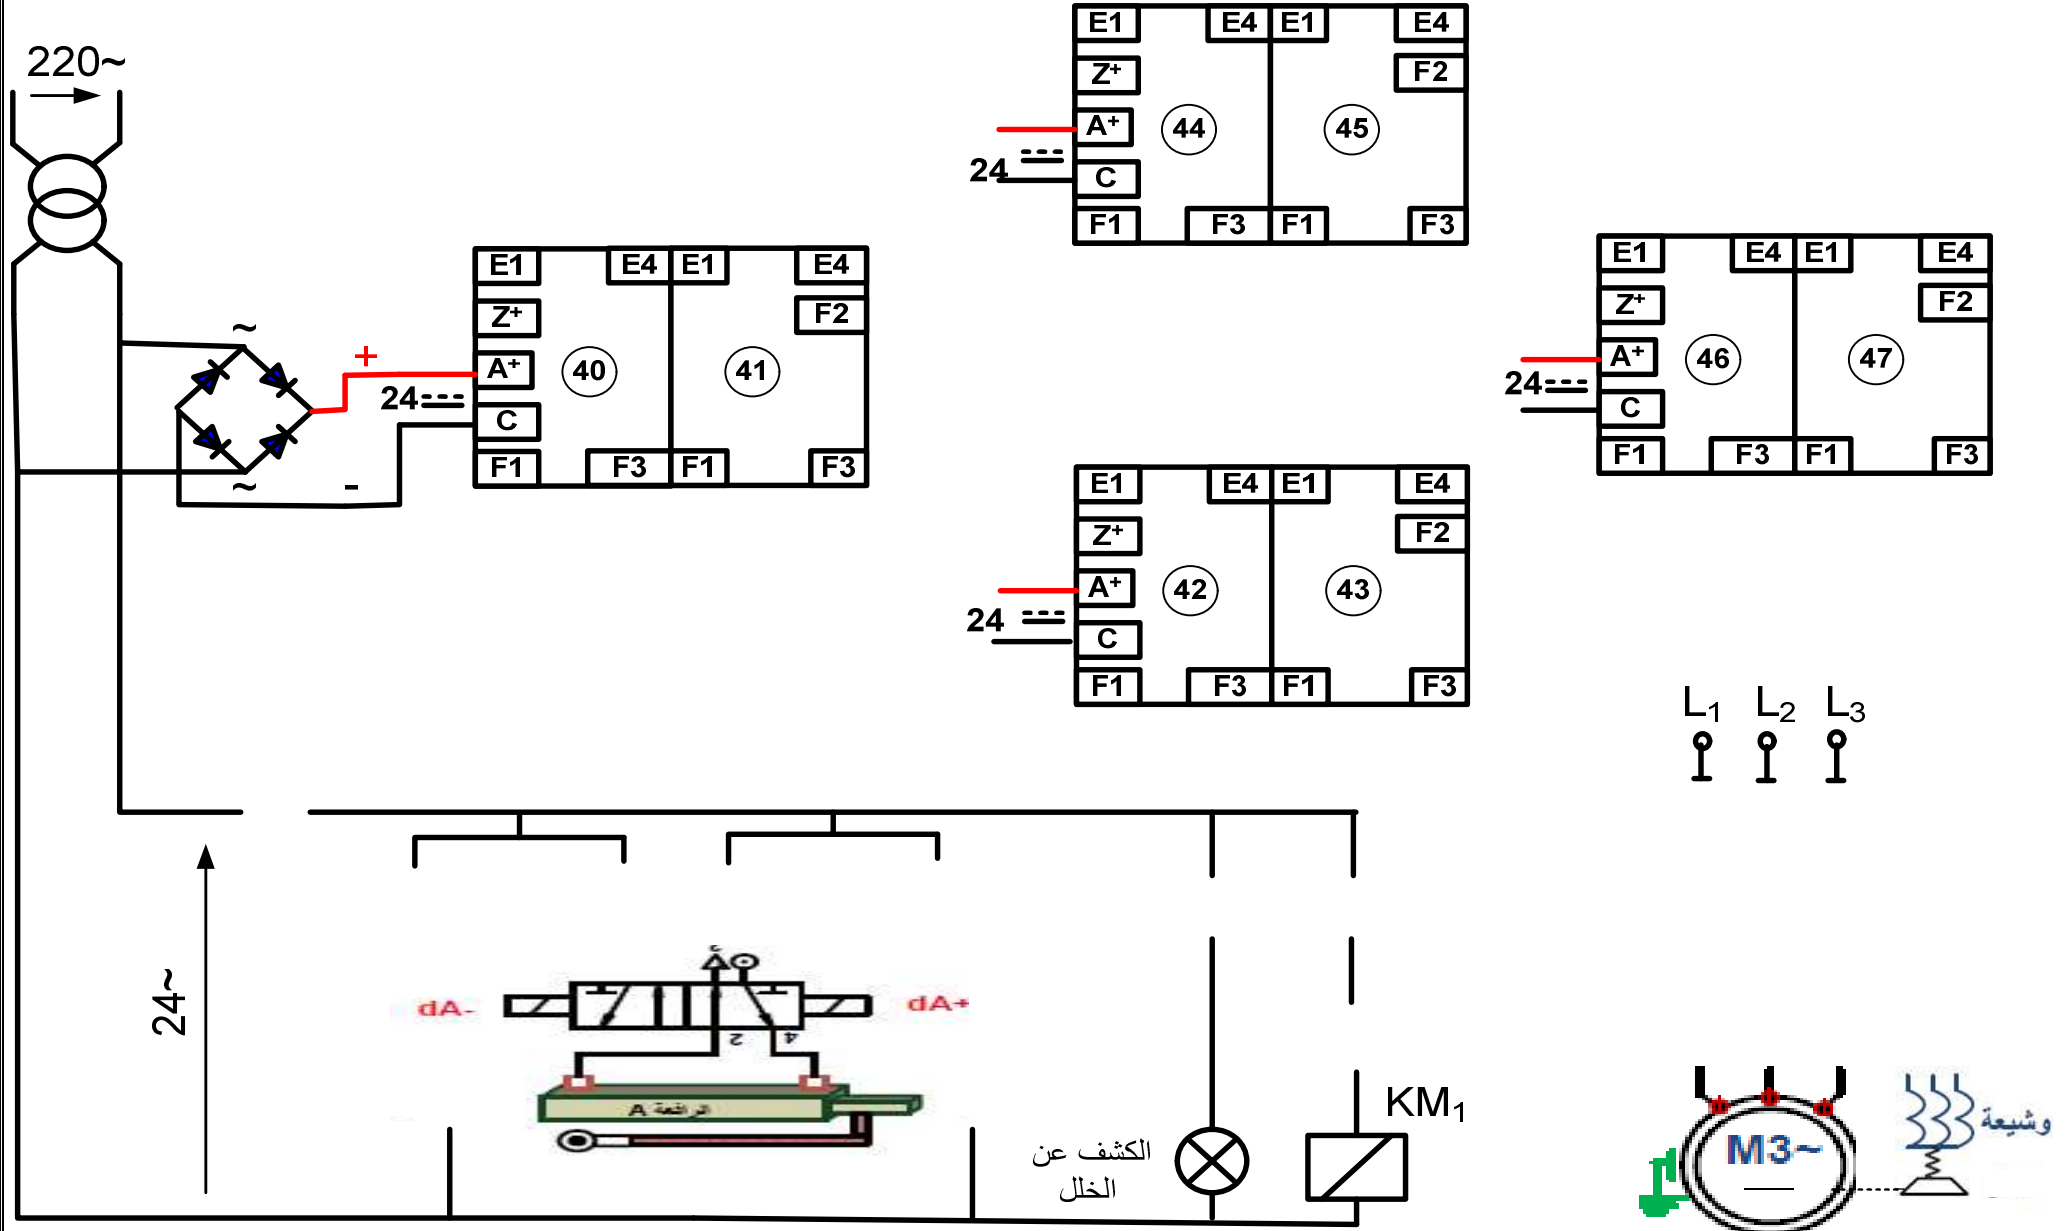 220~
E1 E4 E1 E4
Z+ F2
A+ 44 45
24 C
F1 F3 F1 F3
E1 E4 E1 E4
Z+ F2
A+ 46 47
24 C
F1 F3 F1 F3
~ E1 E4 E1 E4
Z+ F2
+ A+ 40 41
24 C
~ - F1 F3 F1 F3
E1 E4 E1 E4
Z+ F2
A+ 42 43
24 C
F1 F3 F1 F3
L1 L2 L3
24~
dA- dA+
2 4
الرافعة A
KM1
الكشف عن
الخلل
M3~
وشيعة